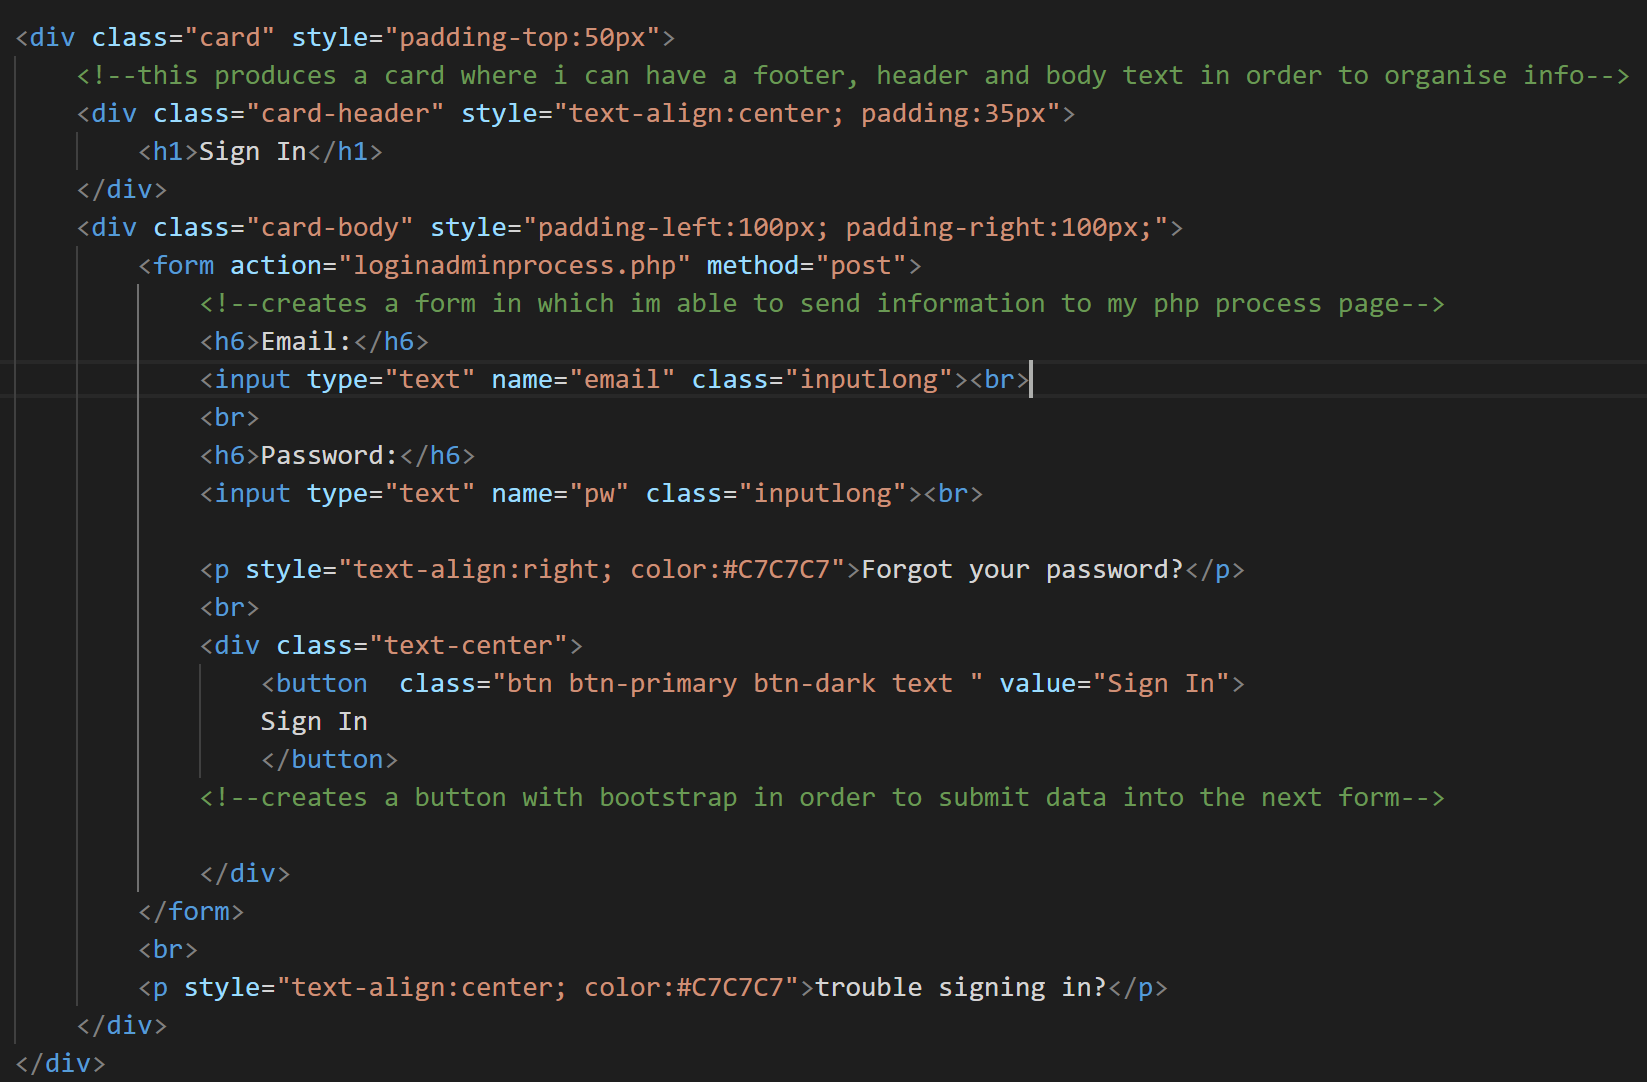 <div class="card" style="padding-top:50px">
<!--this produces a card where i can have a footer, header and body text in order to organise info-->
<div class="card-header" style="text-align:center; padding:35px">
<h1>Sign In</h1>
</div>
<div class="card-body" style="padding-left:100px; padding-right:100px;">
<form action="loginadminprocess.php" method="post">
<!--creates a form in which im able to send information to my php process page-->
<h6>Email:</h6>
<input type="text" name="email" class="inputlong"><br>
<br>
<h6>Password:</h6>
<input type="text" name="pw" class="inputlong"><br>
<p style="text-align:right; color:#C7C7C7">Forgot your password?</p>
<br>
<div class="text-center">
<button  class="btn btn-primary btn-dark text " value="Sign In">
Sign In
</button>
<!--creates a button with bootstrap in order to submit data into the next form-->
</div>
</form>
<br>
<p style="text-align:center; color:#C7C7C7">trouble signing in?</p>
</div>
</div>